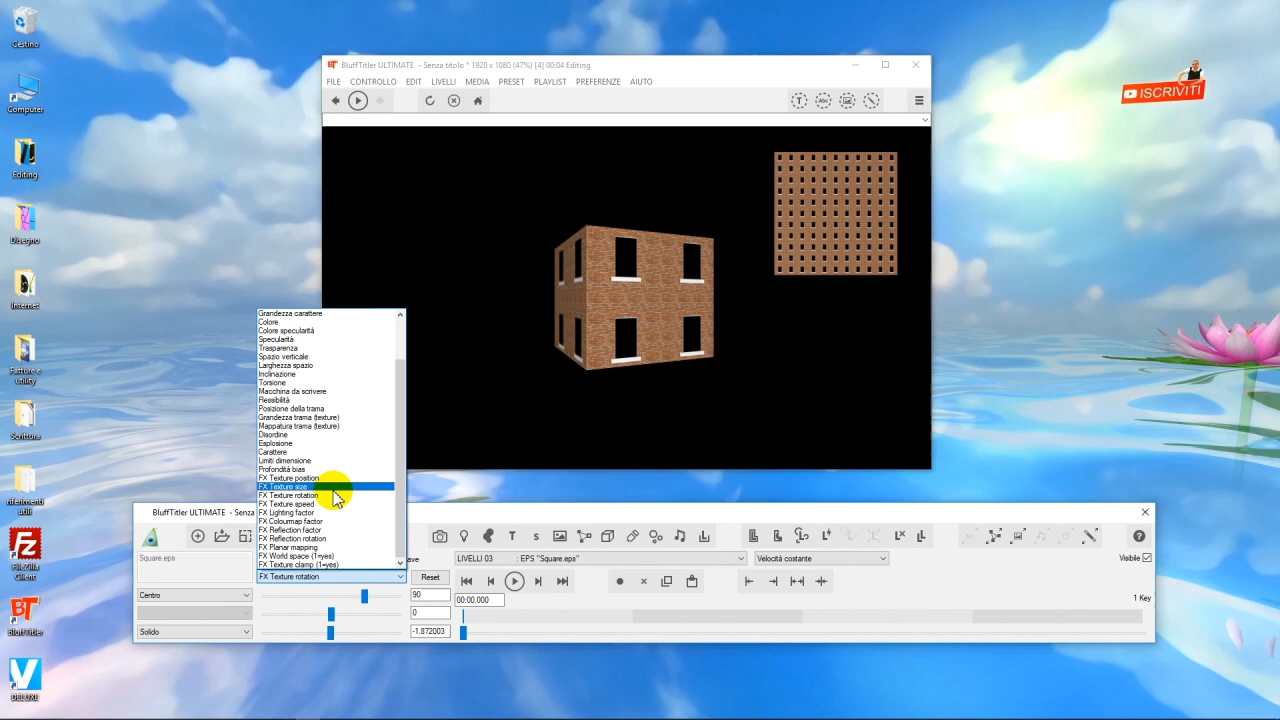 Cestino
Computer
Editing
Disegno
Internet
Fatture e
utility
Scrittura
riferimenti
utili
FileZilla
Client
BluffTitler
DELUXE
ISCRIVITI
BluffTitler ULTIMATE - Senza titolo * 1920 x 1080 (47%) 00:04 Editing
FILE CONTROLLO EDIT LIVELLI MEDIA PRESET PLAYLIST PREFERENZE AIUTO
Grandezza carattere
Colore
Colore specularità
Specularità
Trasparenza
Spazio verticale
Larghezza spazio
Inclinazione
Torsione
Macchina da scrivere
Flessibilità
Posizione della trama
Grandezza trama (texture)
Mappatura trama (texture)
Disordine
Esplosione
Carattere
Limiti dimensione
Profondità bias
FX Texture position
FX Texture size
FX Texture rotation
FX Texture speed
FX Lighting factor
FX Colourmap factor
FX Reflection factor
FX Reflection rotation
FX Planar mapping
FX World space (1=yes)
FX Texture clamp (1=yes)
BluffTitler ULTIMATE - Senza
Square.eps
LIVELLI 03 : EPS "Square.eps"
Velocità costante
Visibile
FX Texture rotation
Reset
Centro
90
00:00.000
1 Key
0
Solido
-1.872003